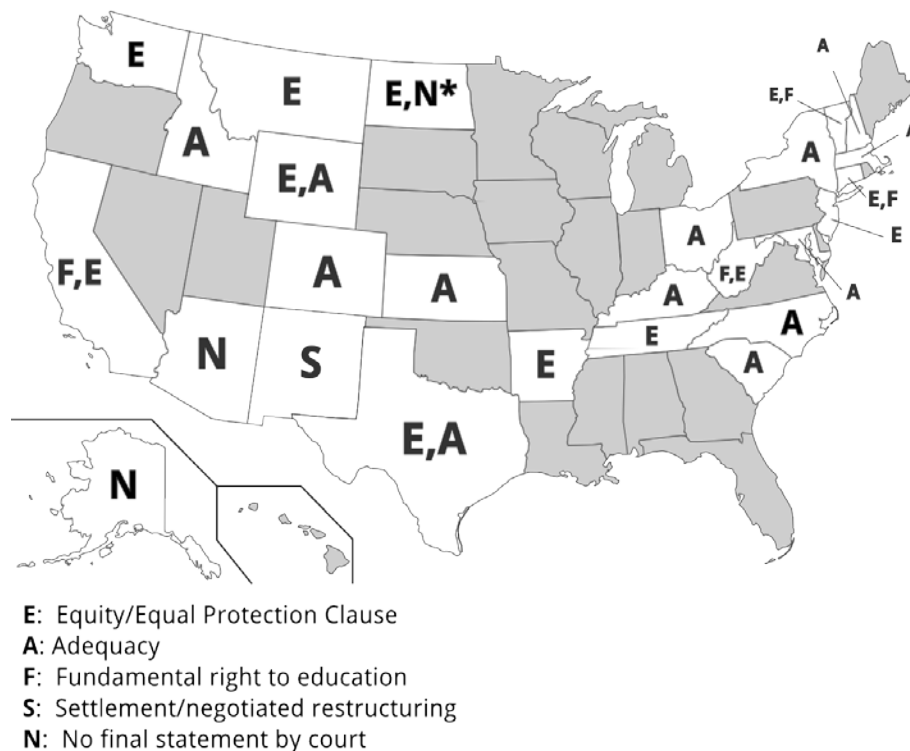 A
E
E
E,N*
E,F
A
A
A
E,A
E,F
A
E
F,E
A
A
F,E
A
A
N
S
E
E
A
A
E,A
N
E: Equity/Equal Protection Clause
A: Adequacy
F: Fundamental right to education
S: Settlement/negotiated restructuring
N: No final statement by court